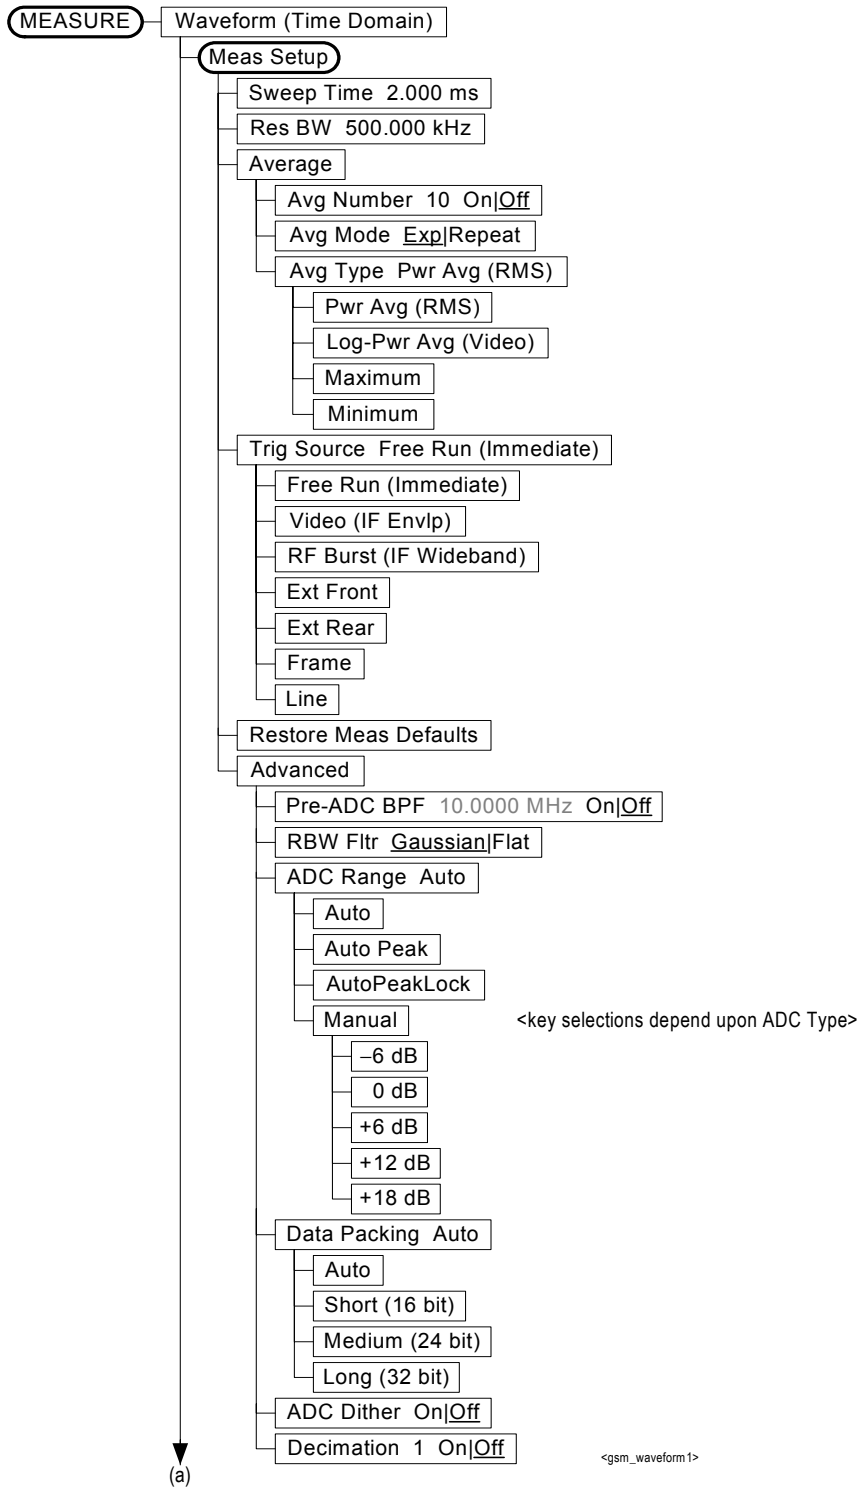 MEASURE Waveform (Time Domain)
Meas Setup
Sweep Time 2.000 ms
Res BW 500.000 kHz
Average
Avg Number 10 On|Off
Avg Mode Exp|Repeat
Avg Type Pwr Avg (RMS)
Pwr Avg (RMS)
Log-Pwr Avg (Video)
Maximum
Minimum
Trig Source Free Run (Immediate)
Free Run (Immediate)
Video (IF Envlp)
RF Burst (IF Wideband)
Ext Front
Ext Rear
Frame
Line
Restore Meas Defaults
Advanced
Pre-ADC BPF 10.0000 MHz On|Off
RBW Fltr Gaussian|Flat
ADC Range Auto
Auto
Auto Peak
AutoPeakLock
Manual <key selections depend upon ADC Type>
–6 dB
0 dB
+6 dB
+12 dB
+18 dB
Data Packing Auto
Auto
Short (16 bit)
Medium (24 bit)
Long (32 bit)
ADC Dither On|Off
Decimation 1 On|Off
<gsm_waveform1>
(a)